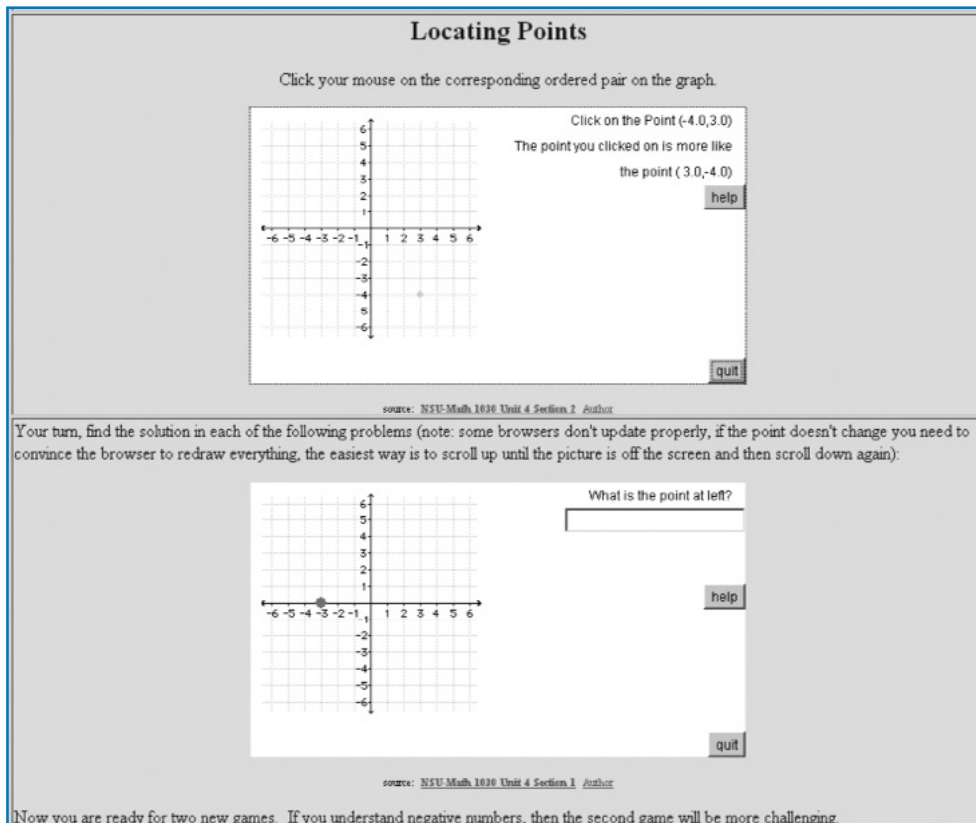 Locating Points
Click your mouse on the corresponding ordered pair on the graph.
Click on the Point (-4.0,3.0)
The point you clicked on is more like
the point ( 3.0,-4.0)
help
6
5
4
3
2
1
-6 -5 -4 -3 -2 -1 1 2 3 4 5 6
-1
-2
-3
-4
5
-6
quit
source: NSU-Math 1030 Unit 4 Section 2 Author
Your turn, find the solution in each of the following problems (note: some browsers don't update properly, if the point doesn't change you need to
convince the browser to redraw everything, the easiest way is to scroll up until the picture is off the screen and then scroll down again):
What is the point at left?
6
5
4
3
2
1
help
-6 -5 -4 -3 -2 -1 1 2 3 4 5 6
-1
-2
-3
-4
-5
-6
quit
source: NSU-Math 1030 Unit 4 Section 1 Author
Now you are ready for two new games. If you understand negative numbers, then the second game will be more challenging.